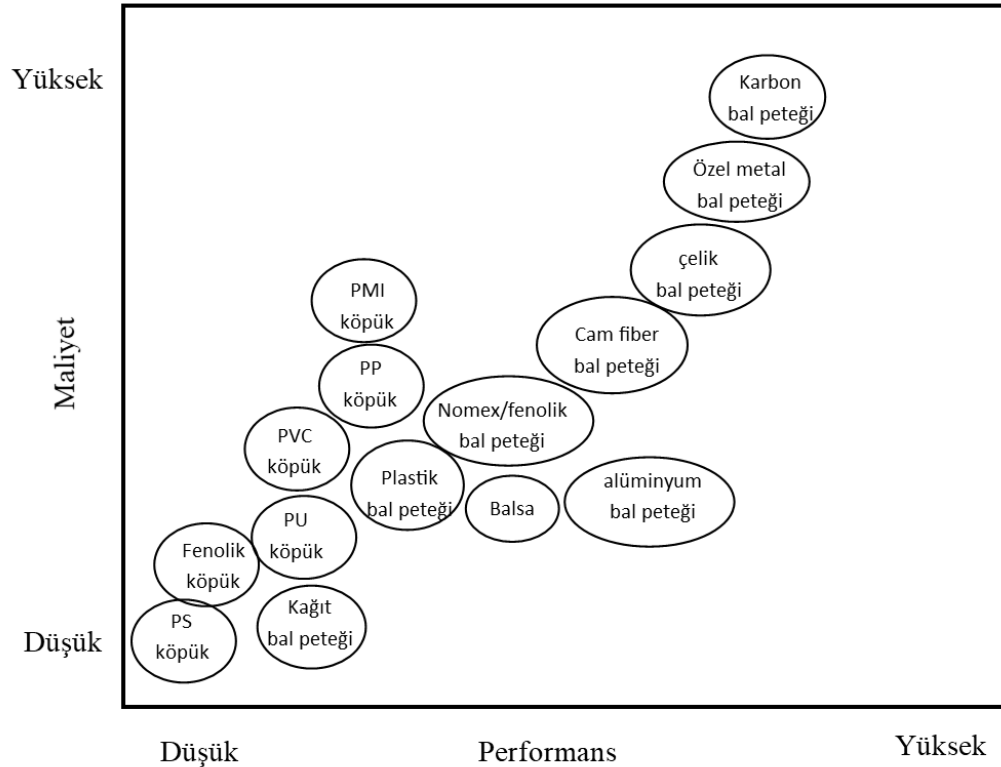 Yüksek
Karbon
bal peteği
Özel metal
bal peteği
çelik
bal peteği
PMI
köpük
Cam fiber
bal peteği
Maliyet
PP
köpük
Nomex/fenolik
bal peteği
PVC
köpük
Plastik
bal peteği
Balsa
alüminyum
bal peteği
PU
köpük
Fenolik
köpük
Kağıt
bal peteği
PS
köpük
Düşük
Düşük
Performans
Yüksek